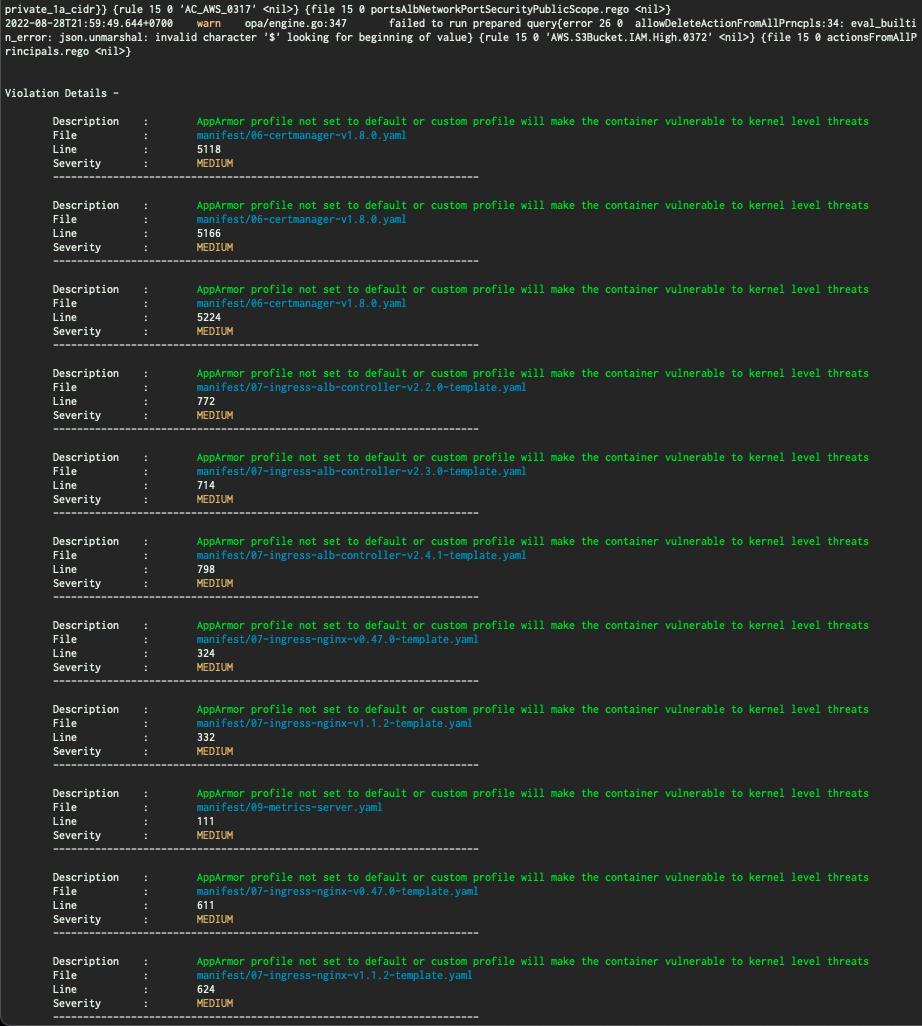 private_1a_cidr}} {rule 15 0 'AC_AWS_0317' <nil>} {file 15 0 portsAlbNetworkPortSecurityPublicScope.rego <nil>}
2022-08-28T21:59:49.644+0700 warn opa/engine.go:347 failed to run prepared query{error 26 0 allowDeleteActionFromAllPrncpls:34: eval_builti
n_error: json.unmarshal: invalid character '$' looking for beginning of value} {rule 15 0 'AWS.S3Bucket.IAM.High.0372' <nil>} {file 15 0 actionsFromAllP
rincipals.rego <nil>}
Violation Details -
Description : AppArmor profile not set to default or custom profile will make the container vulnerable to kernel level threats
File : manifest/06-certmanager-v1.8.0.yaml
Line : 5118
Severity : MEDIUM
-----------------------------------------------------------------------
Description : AppArmor profile not set to default or custom profile will make the container vulnerable to kernel level threats
File : manifest/06-certmanager-v1.8.0.yaml
Line : 5166
Severity : MEDIUM
-----------------------------------------------------------------------
Description : AppArmor profile not set to default or custom profile will make the container vulnerable to kernel level threats
File : manifest/06-certmanager-v1.8.0.yaml
Line : 5224
Severity : MEDIUM
-----------------------------------------------------------------------
Description : AppArmor profile not set to default or custom profile will make the container vulnerable to kernel level threats
File : manifest/07-ingress-alb-controller-v2.2.0-template.yaml
Line : 772
Severity : MEDIUM
-----------------------------------------------------------------------
Description : AppArmor profile not set to default or custom profile will make the container vulnerable to kernel level threats
File : manifest/07-ingress-alb-controller-v2.3.0-template.yaml
Line : 714
Severity : MEDIUM
-----------------------------------------------------------------------
Description : AppArmor profile not set to default or custom profile will make the container vulnerable to kernel level threats
File : manifest/07-ingress-alb-controller-v2.4.1-template.yaml
Line : 798
Severity : MEDIUM
-----------------------------------------------------------------------
Description : AppArmor profile not set to default or custom profile will make the container vulnerable to kernel level threats
File : manifest/07-ingress-nginx-v0.47.0-template.yaml
Line : 324
Severity : MEDIUM
-----------------------------------------------------------------------
Description : AppArmor profile not set to default or custom profile will make the container vulnerable to kernel level threats
File : manifest/07-ingress-nginx-v1.1.2-template.yaml
Line : 332
Severity : MEDIUM
-----------------------------------------------------------------------
Description : AppArmor profile not set to default or custom profile will make the container vulnerable to kernel level threats
File : manifest/09-metrics-server.yaml
Line : 111
Severity : MEDIUM
-----------------------------------------------------------------------
Description : AppArmor profile not set to default or custom profile will make the container vulnerable to kernel level threats
File : manifest/07-ingress-nginx-v0.47.0-template.yaml
Line : 611
Severity : MEDIUM
-----------------------------------------------------------------------
Description : AppArmor profile not set to default or custom profile will make the container vulnerable to kernel level threats
File : manifest/07-ingress-nginx-v1.1.2-template.yaml
Line : 624
Severity : MEDIUM
-----------------------------------------------------------------------